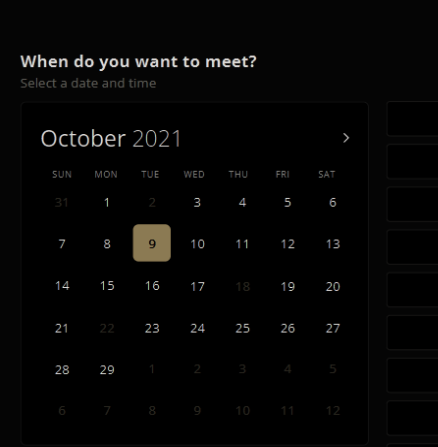 When do you want to meet?
Select a date and time
October 2021
SUN MON TUE WED THU FRI SAT
31 1 2 3 4 5 6
7 8 9 10 11 12 13
14 15 16 17 18 19 20
21 22 23 24 25 26 27
28 29 1 2 3 4 5
6 7 8 9 10 11 12